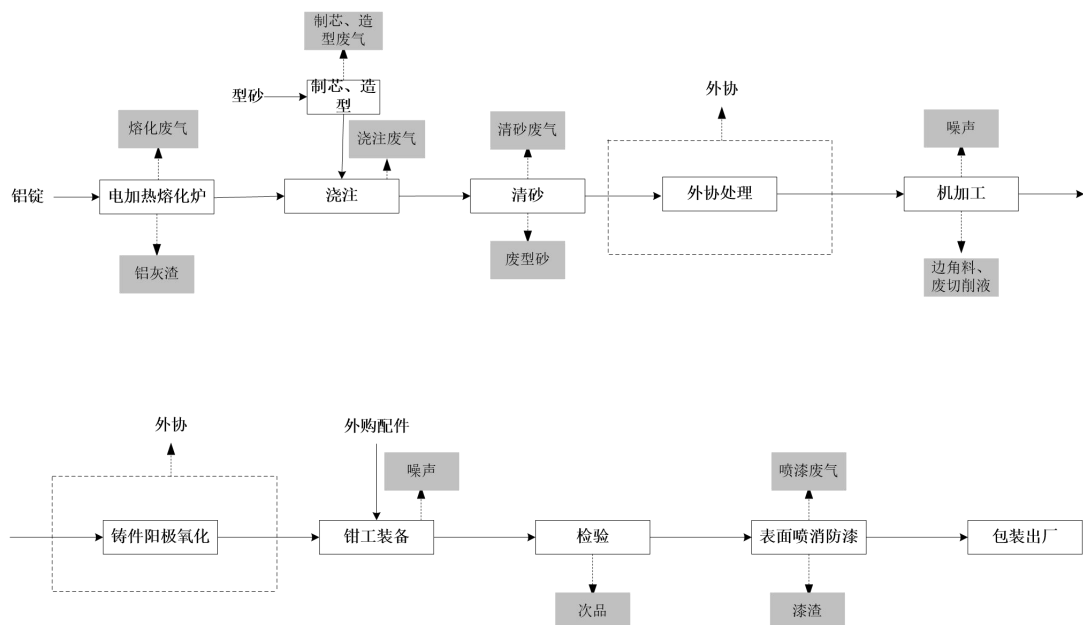 制芯、造
型废气
型砂
制芯、造
型
外协
熔化废气
浇注废气
清砂废气
噪声
铝锭
电加热熔化炉
浇注
清砂
外协处理
机加工
铝灰渣
废型砂
边角料、
废切削液
外协
外购配件
噪声
喷漆废气
铸件阳极氧化
钳工装备
检验
表面喷消防漆
包装出厂
次品
漆渣